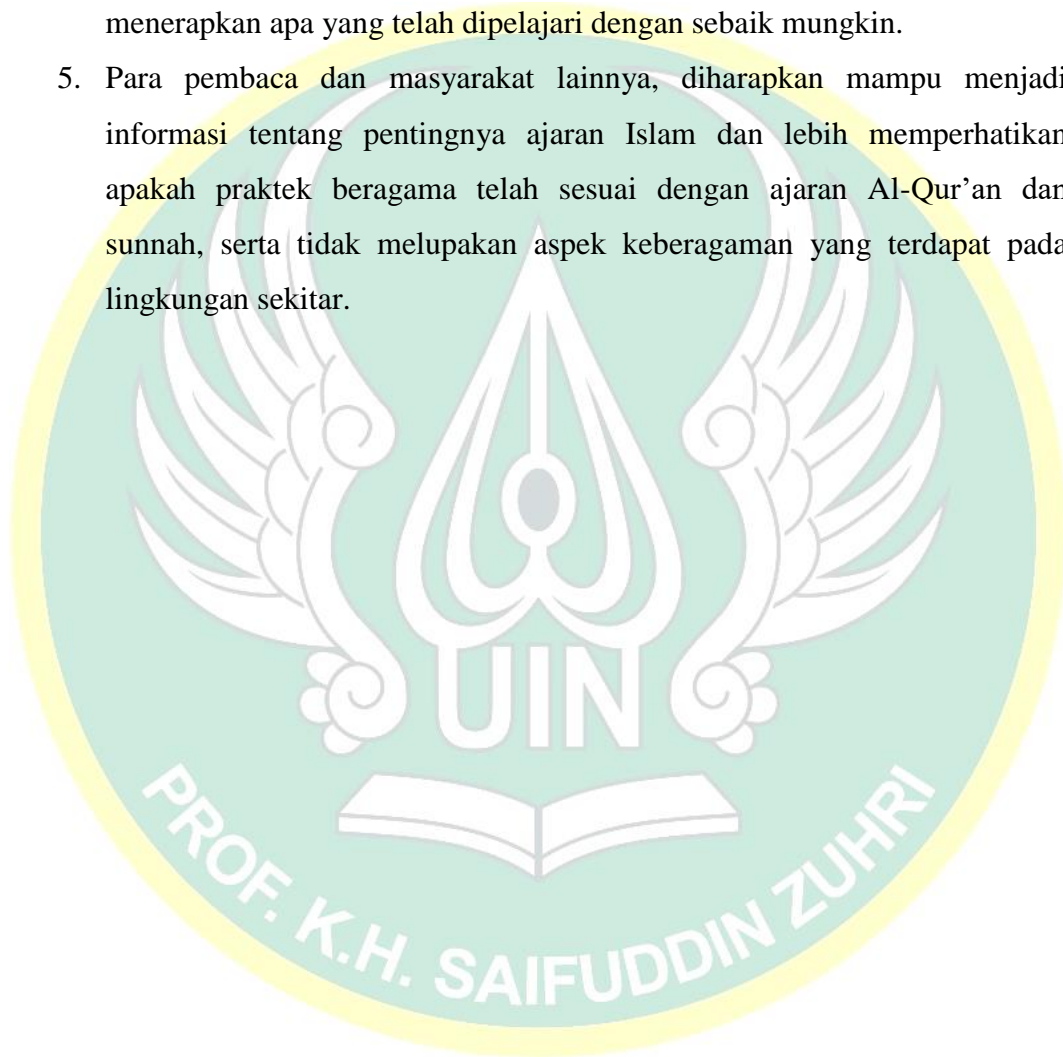 menerapkan apa yang telah dipelajari dengan sebaik mungkin.
5. Para pembaca dan masyarakat lainnya, diharapkan mampu menjadi
informasi tentang pentingnya ajaran Islam dan lebih memperhatikan
apakah praktek beragama telah sesuai dengan ajaran Al-Qur’an dan
sunnah, serta tidak melupakan aspek keberagaman yang terdapat pada
lingkungan sekitar.
UIN
PROF. K.H. SAIFUDDIN ZUHRI